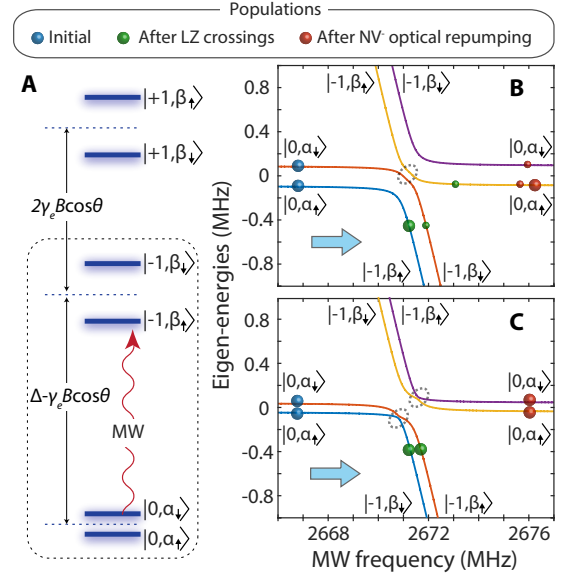 Populations
Initial
After LZ crossings
After NV⁻ optical repumping
A
|+1,β↑⟩
|+1,β↓⟩
2γₑBcosθ
|-1,β↓⟩
|-1,β↑⟩
Δ-γₑBcosθ
MW
|0,α↓⟩
|0,α↑⟩
Eigen-energies (MHz)
B
|-1,β↑⟩
|-1,β↓⟩
0.8
0.4
0
-0.4
-0.8
|0,α↓⟩
|0,α↑⟩
|0,α↓⟩
|0,α↑⟩
|-1,β↑⟩
|-1,β↓⟩
C
|-1,β↓⟩
|-1,β↑⟩
0.8
0.4
0
-0.4
-0.8
|0,α↓⟩
|0,α↑⟩
|0,α↓⟩
|0,α↑⟩
|-1,β↓⟩
|-1,β↑⟩
2668
2672
2676
MW frequency (MHz)